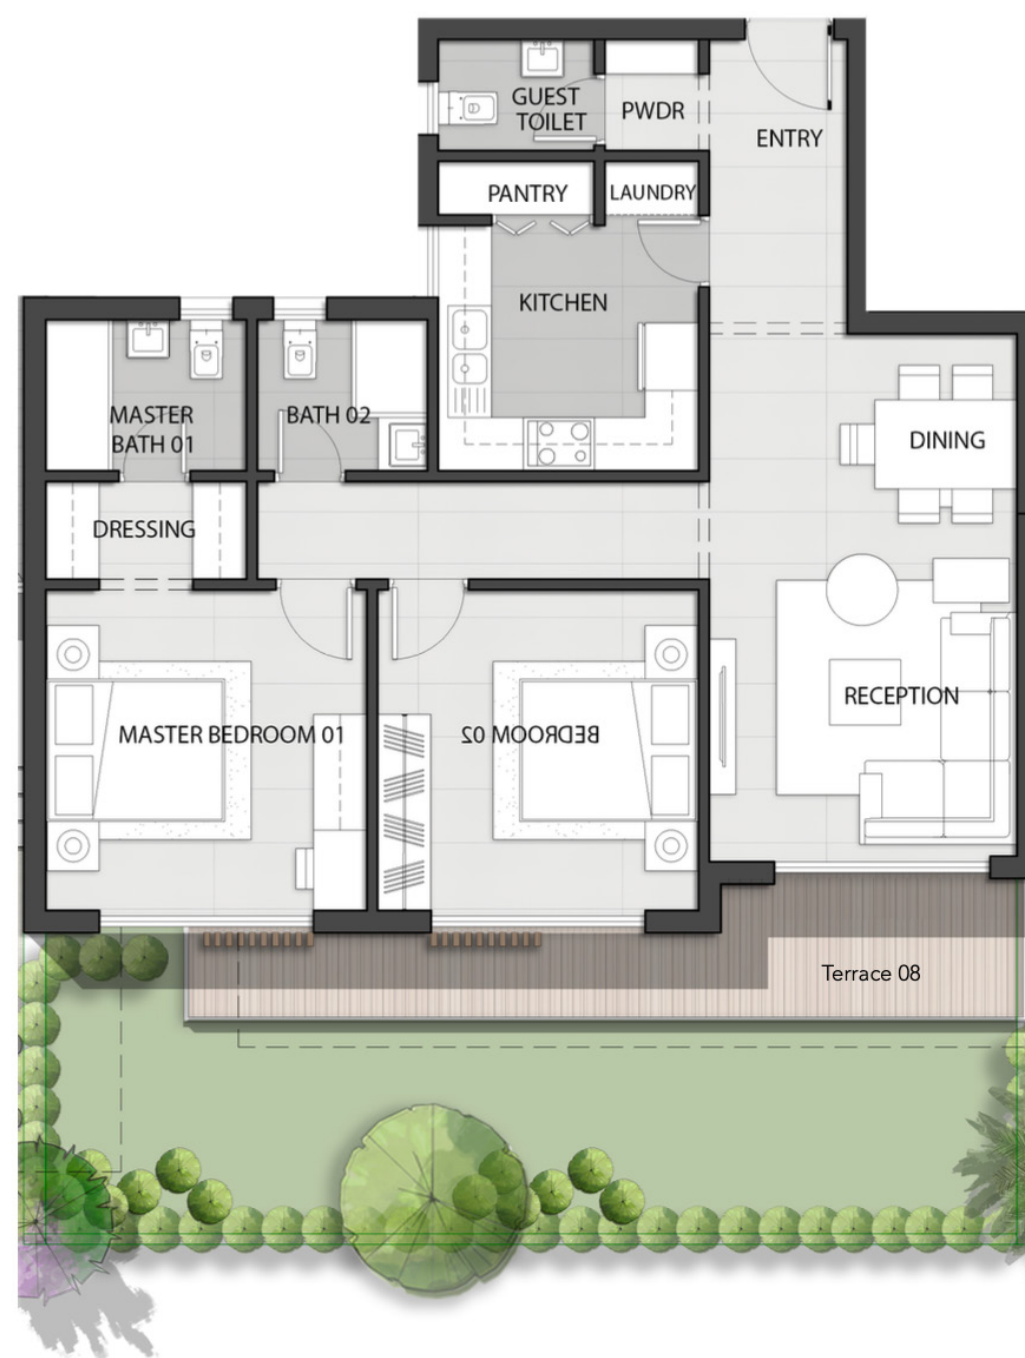 GUEST
TOILET
PWDR
ENTRY
PANTRY
LAUNDRY
KITCHEN
MASTER
BATH 01
BATH 02
DINING
DRESSING
RECEPTION
MASTER BEDROOM 01
BEDROOM 02
Terrace 08